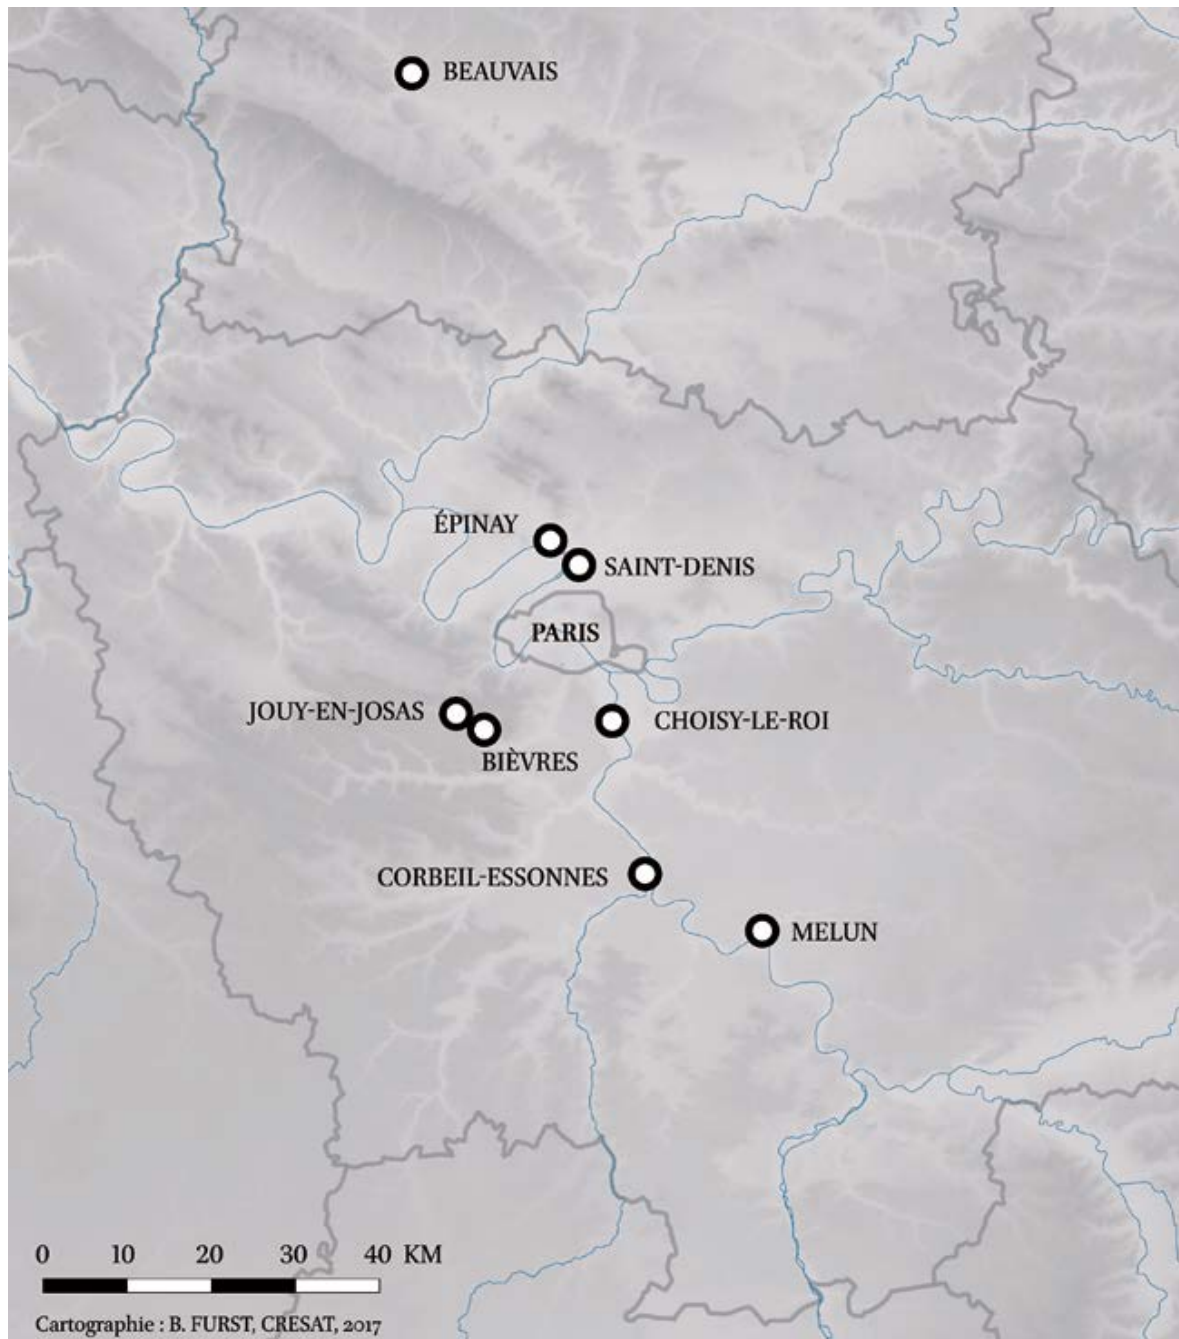 BEAUVAIS
ÉPINAY
SAINT-DENIS
PARIS
JOUY-EN-JOSAS
CHOISY-LE-ROI
BIÈVRES
CORBEIL-ESSONNES
MELUN
0 10 20 30 40 KM
Cartographie : B. FURST, CRESAT, 2017